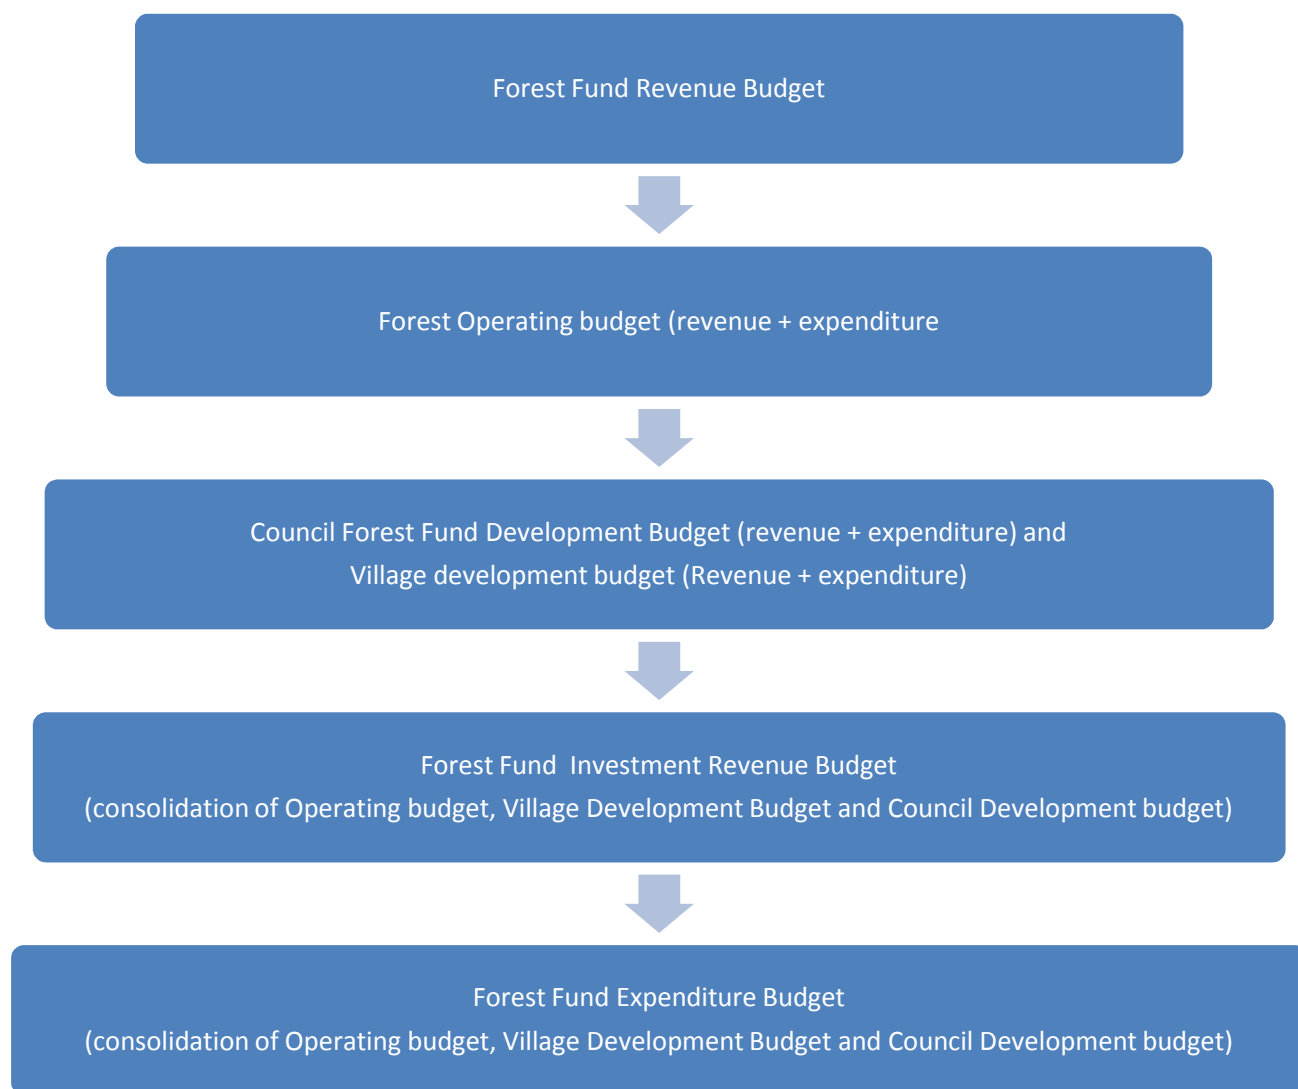 Forest Fund Revenue Budget
Forest Operating budget (revenue + expenditure
Council Forest Fund Development Budget (revenue + expenditure) and
Village development budget (Revenue + expenditure)
Forest Fund  Investment Revenue Budget
(consolidation of Operating budget, Village Development Budget and Council Development budget)
Forest Fund Expenditure Budget
(consolidation of Operating budget, Village Development Budget and Council Development budget)